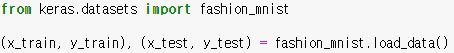 from keras.datasets import fashion_mnist
(x_train, y_train), (x_test, y_test) = fashion_mnist.load_data()